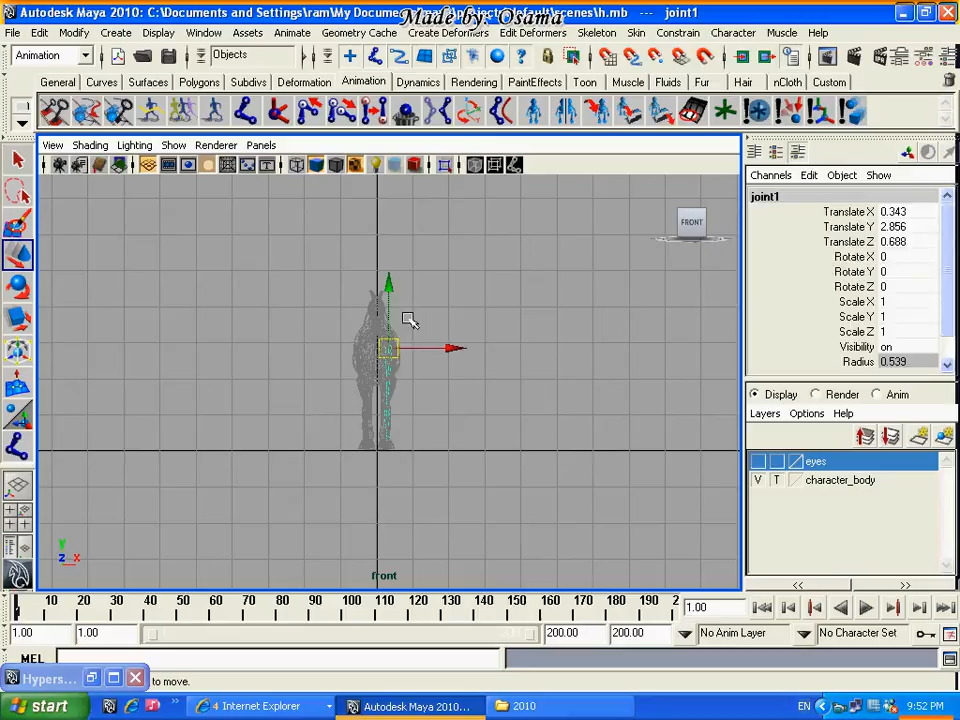 Autodesk Maya 2010: C:\Documents and Settings\ram\My Docume
\scenes\h.mb --- joint1
Made by: Osama
File Edit Modify Create Display Window Assets Animate Geometry Cache Create Deformers Edit Deformers Skeleton Skin Constrain Character Muscle Help
Animation
Objects
General Curves Surfaces Polygons Subdivs Deformation Animation Dynamics Rendering PaintEffects Toon Muscle Fluids Fur Hair nCloth Custom
View Shading Lighting Show Renderer Panels
Channels Edit Object Show
joint1
Translate X 0.343
Translate Y 2.856
Translate Z 0.688
Rotate X 0
Rotate Y 0
Rotate Z 0
Scale X 1
Scale Y 1
Scale Z 1
Visibility on
Radius 0.539
FRONT
Display Render Anim
Layers Options Help
eyes
V T character_body
y
z x
front
10 20 30 40 50 60 70 80 90 100 110 120 130 140 150 160 170 180 190 2
1.00
1.00 1.00 200.00 200.00 No Anim Layer No Character Set
MEL
Hypers...
to move.
start
4 Internet Explorer
Autodesk Maya 2010:...
2010
EN
9:52 PM